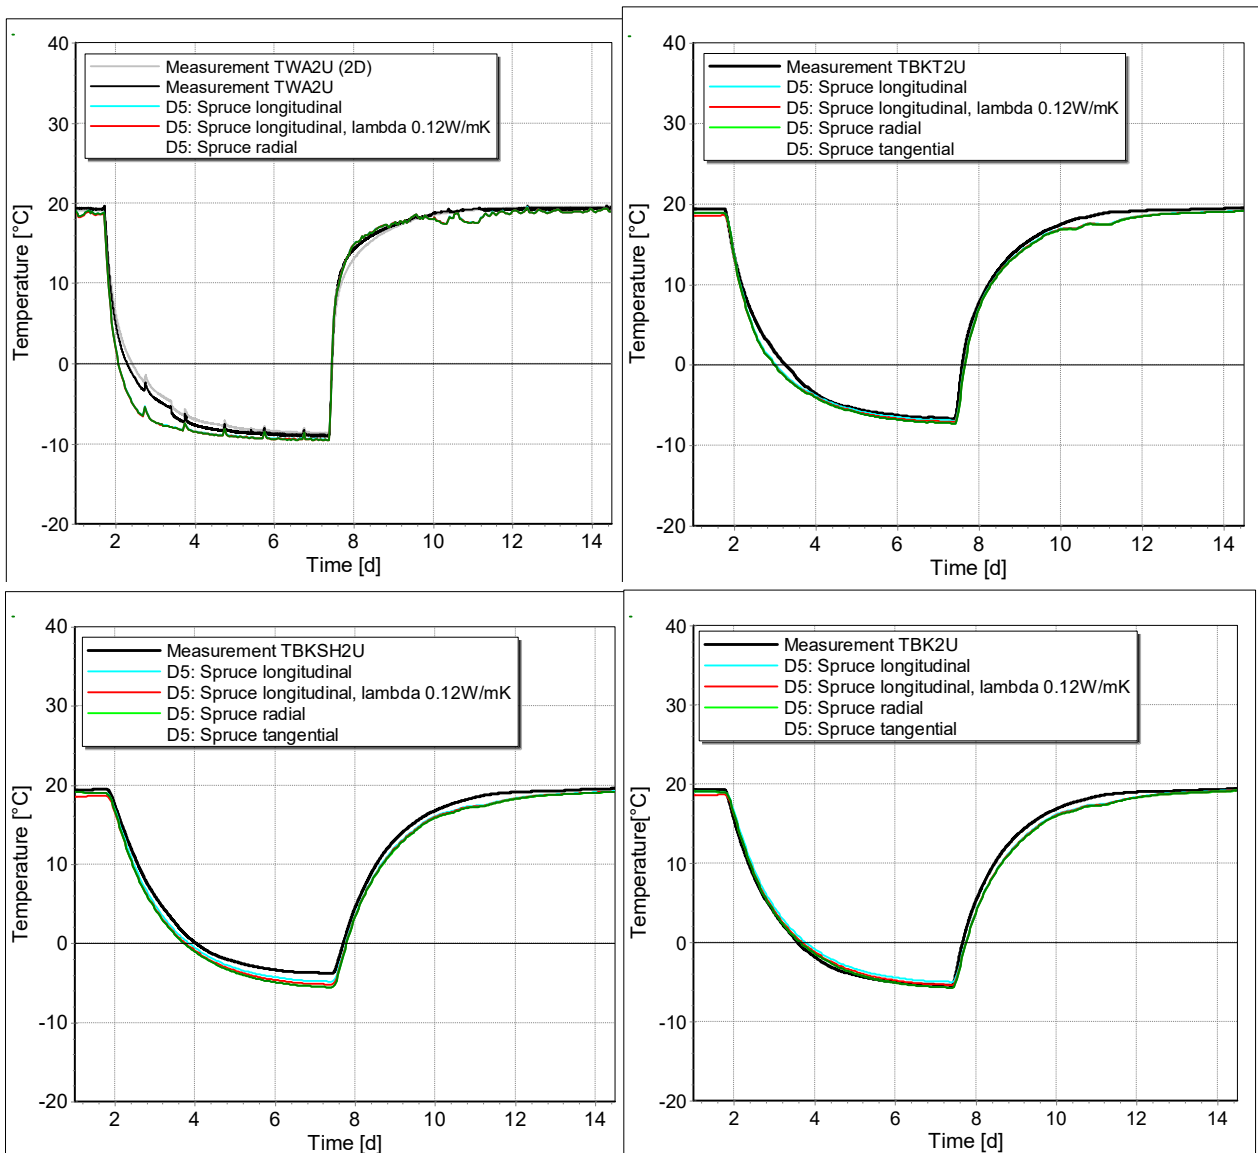 40
30
20
10
0
-10
-20
Temperature [°C]
Measurement TWA2U (2D)
Measurement TWA2U
D5: Spruce longitudinal
D5: Spruce longitudinal, lambda 0.12W/mK
D5: Spruce radial
2 4 6 8 10 12 14
Time [d]
40
30
20
10
0
-10
-20
Temperature [°C]
Measurement TBKT2U
D5: Spruce longitudinal
D5: Spruce longitudinal, lambda 0.12W/mK
D5: Spruce radial
D5: Spruce tangential
2 4 6 8 10 12 14
Time [d]
40
30
20
10
0
-10
-20
Temperature [°C]
Measurement TBKSH2U
D5: Spruce longitudinal
D5: Spruce longitudinal, lambda 0.12W/mK
D5: Spruce radial
D5: Spruce tangential
2 4 6 8 10 12 14
Time [d]
40
30
20
10
0
-10
-20
Temperature[°C]
Measurement TBK2U
D5: Spruce longitudinal
D5: Spruce longitudinal, lambda 0.12W/mK
D5: Spruce radial
D5: Spruce tangential
2 4 6 8 10 12 14
Time [d]